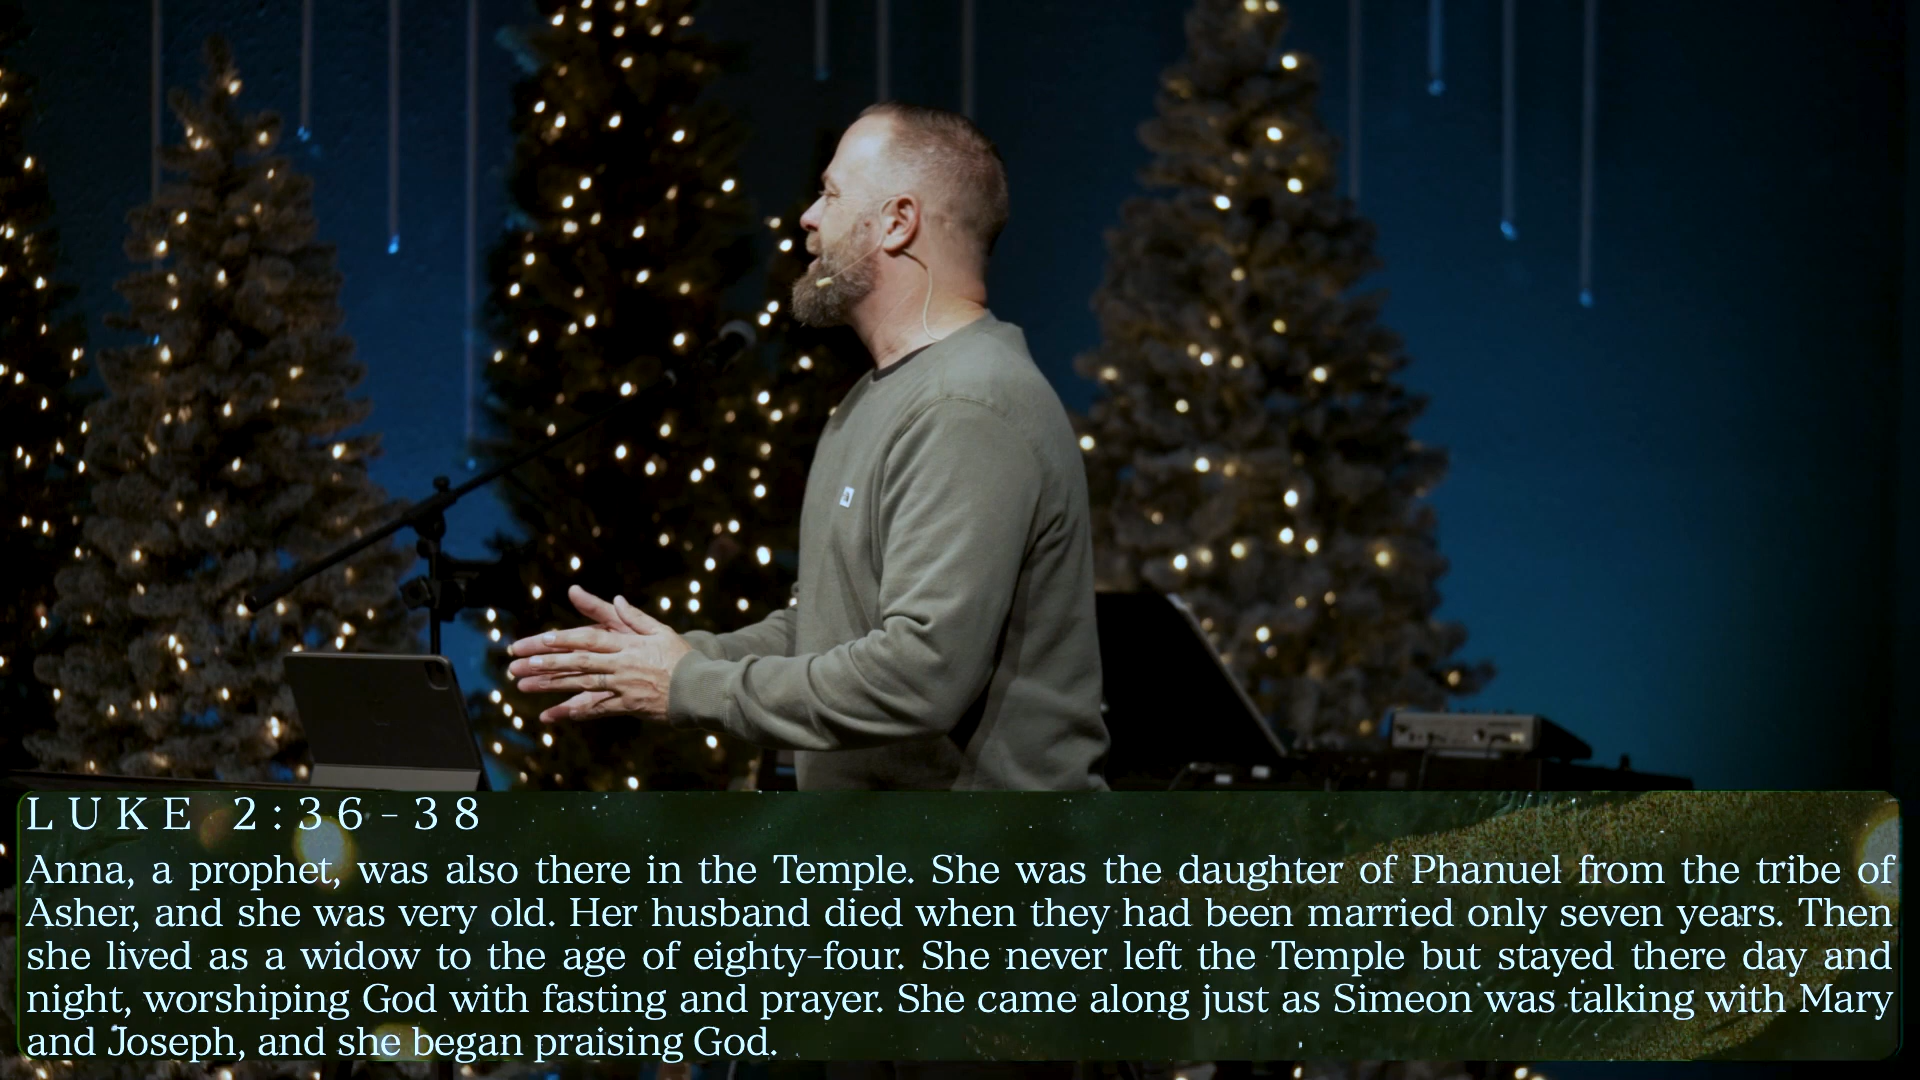 LUKE 2:36-38
Anna, a prophet, was also there in the Temple. She was the daughter of Phanuel from the tribe of
Asher, and she was very old. Her husband died when they had been married only seven years. Then
she lived as a widow to the age of eighty-four. She never left the Temple but stayed there day and
night, worshiping God with fasting and prayer. She came along just as Simeon was talking with Mary
and Joseph, and she began praising God.